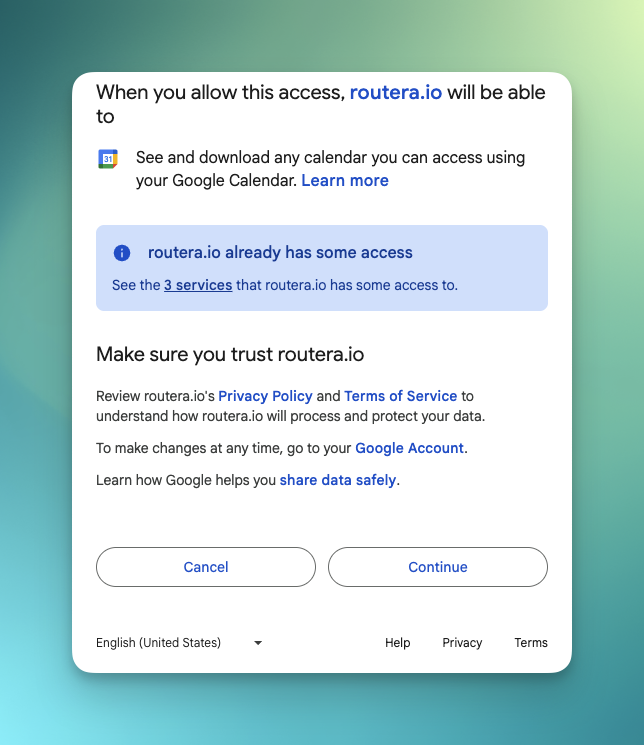 When you allow this access, routera.io will be able
to
31
See and download any calendar you can access using
your Google Calendar. Learn more
routera.io already has some access
See the 3 services that routera.io has some access to.
Make sure you trust routera.io
Review routera.io's Privacy Policy and Terms of Service to
understand how routera.io will process and protect your data.
To make changes at any time, go to your Google Account.
Learn how Google helps you share data safely.
Cancel Continue
English (United States) Help Privacy Terms